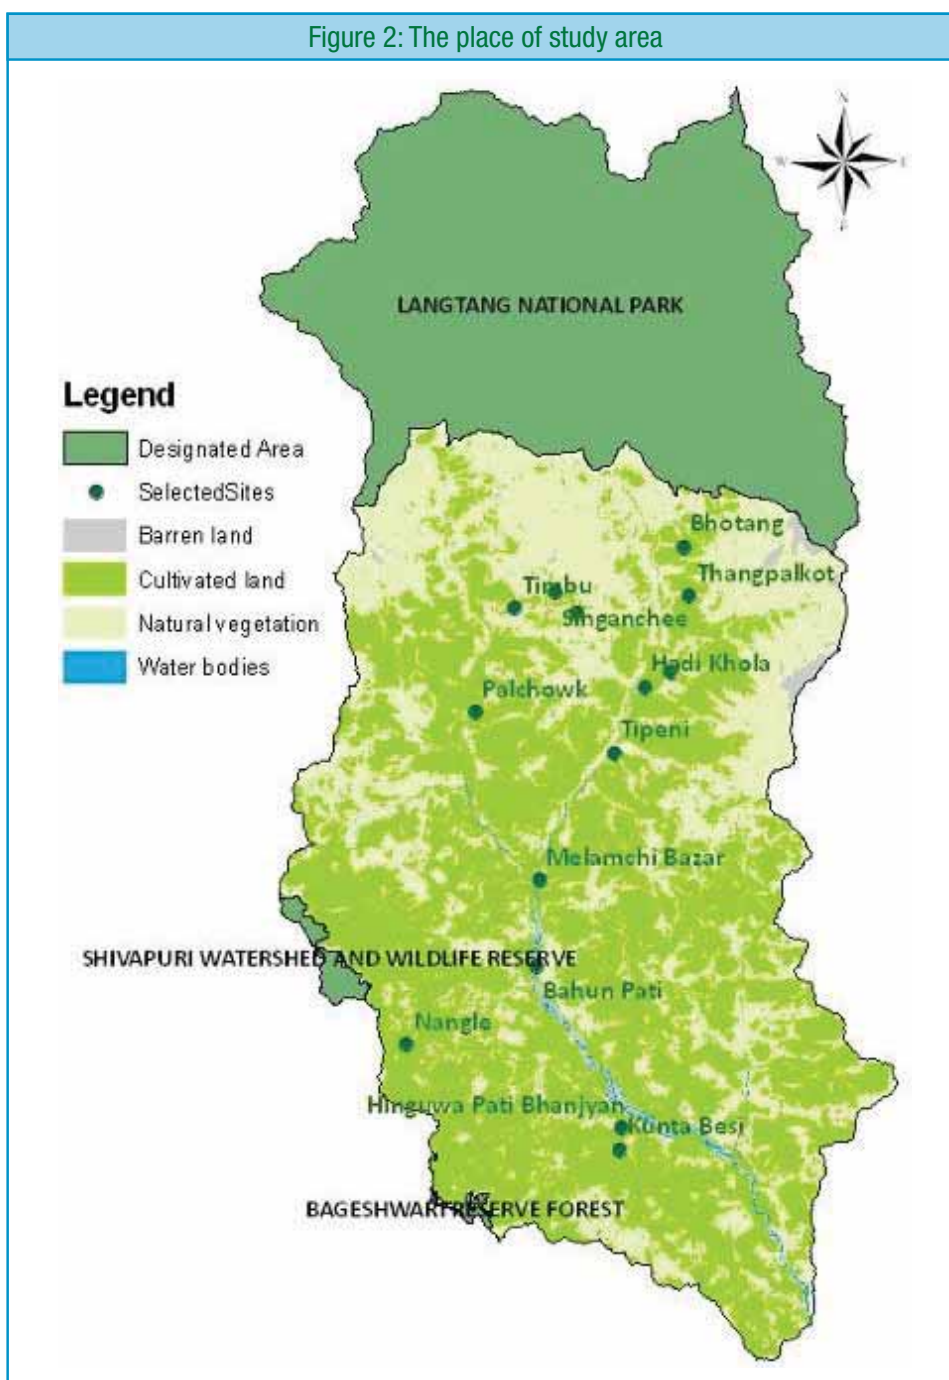 Figure 2: The place of study area
N
W
E
LANGTANG NATIONAL PARK
Legend
Designated Area
SelectedSites
Barren land
Cultivated land
Natural vegetation
Water bodies
Bhotang
Thangpalkot
Timbu
Singanchee
Hadi Khola
Palchowk
Tipeni
Melamchi Bazar
SHIVAPURI WATERSHED AND WILDLIFE RESERVE
Bahun Pati
Nangle
Hinguwa Pati Bhanjyan
Kunta Besi
BAGESHWARI RESERVE FOREST